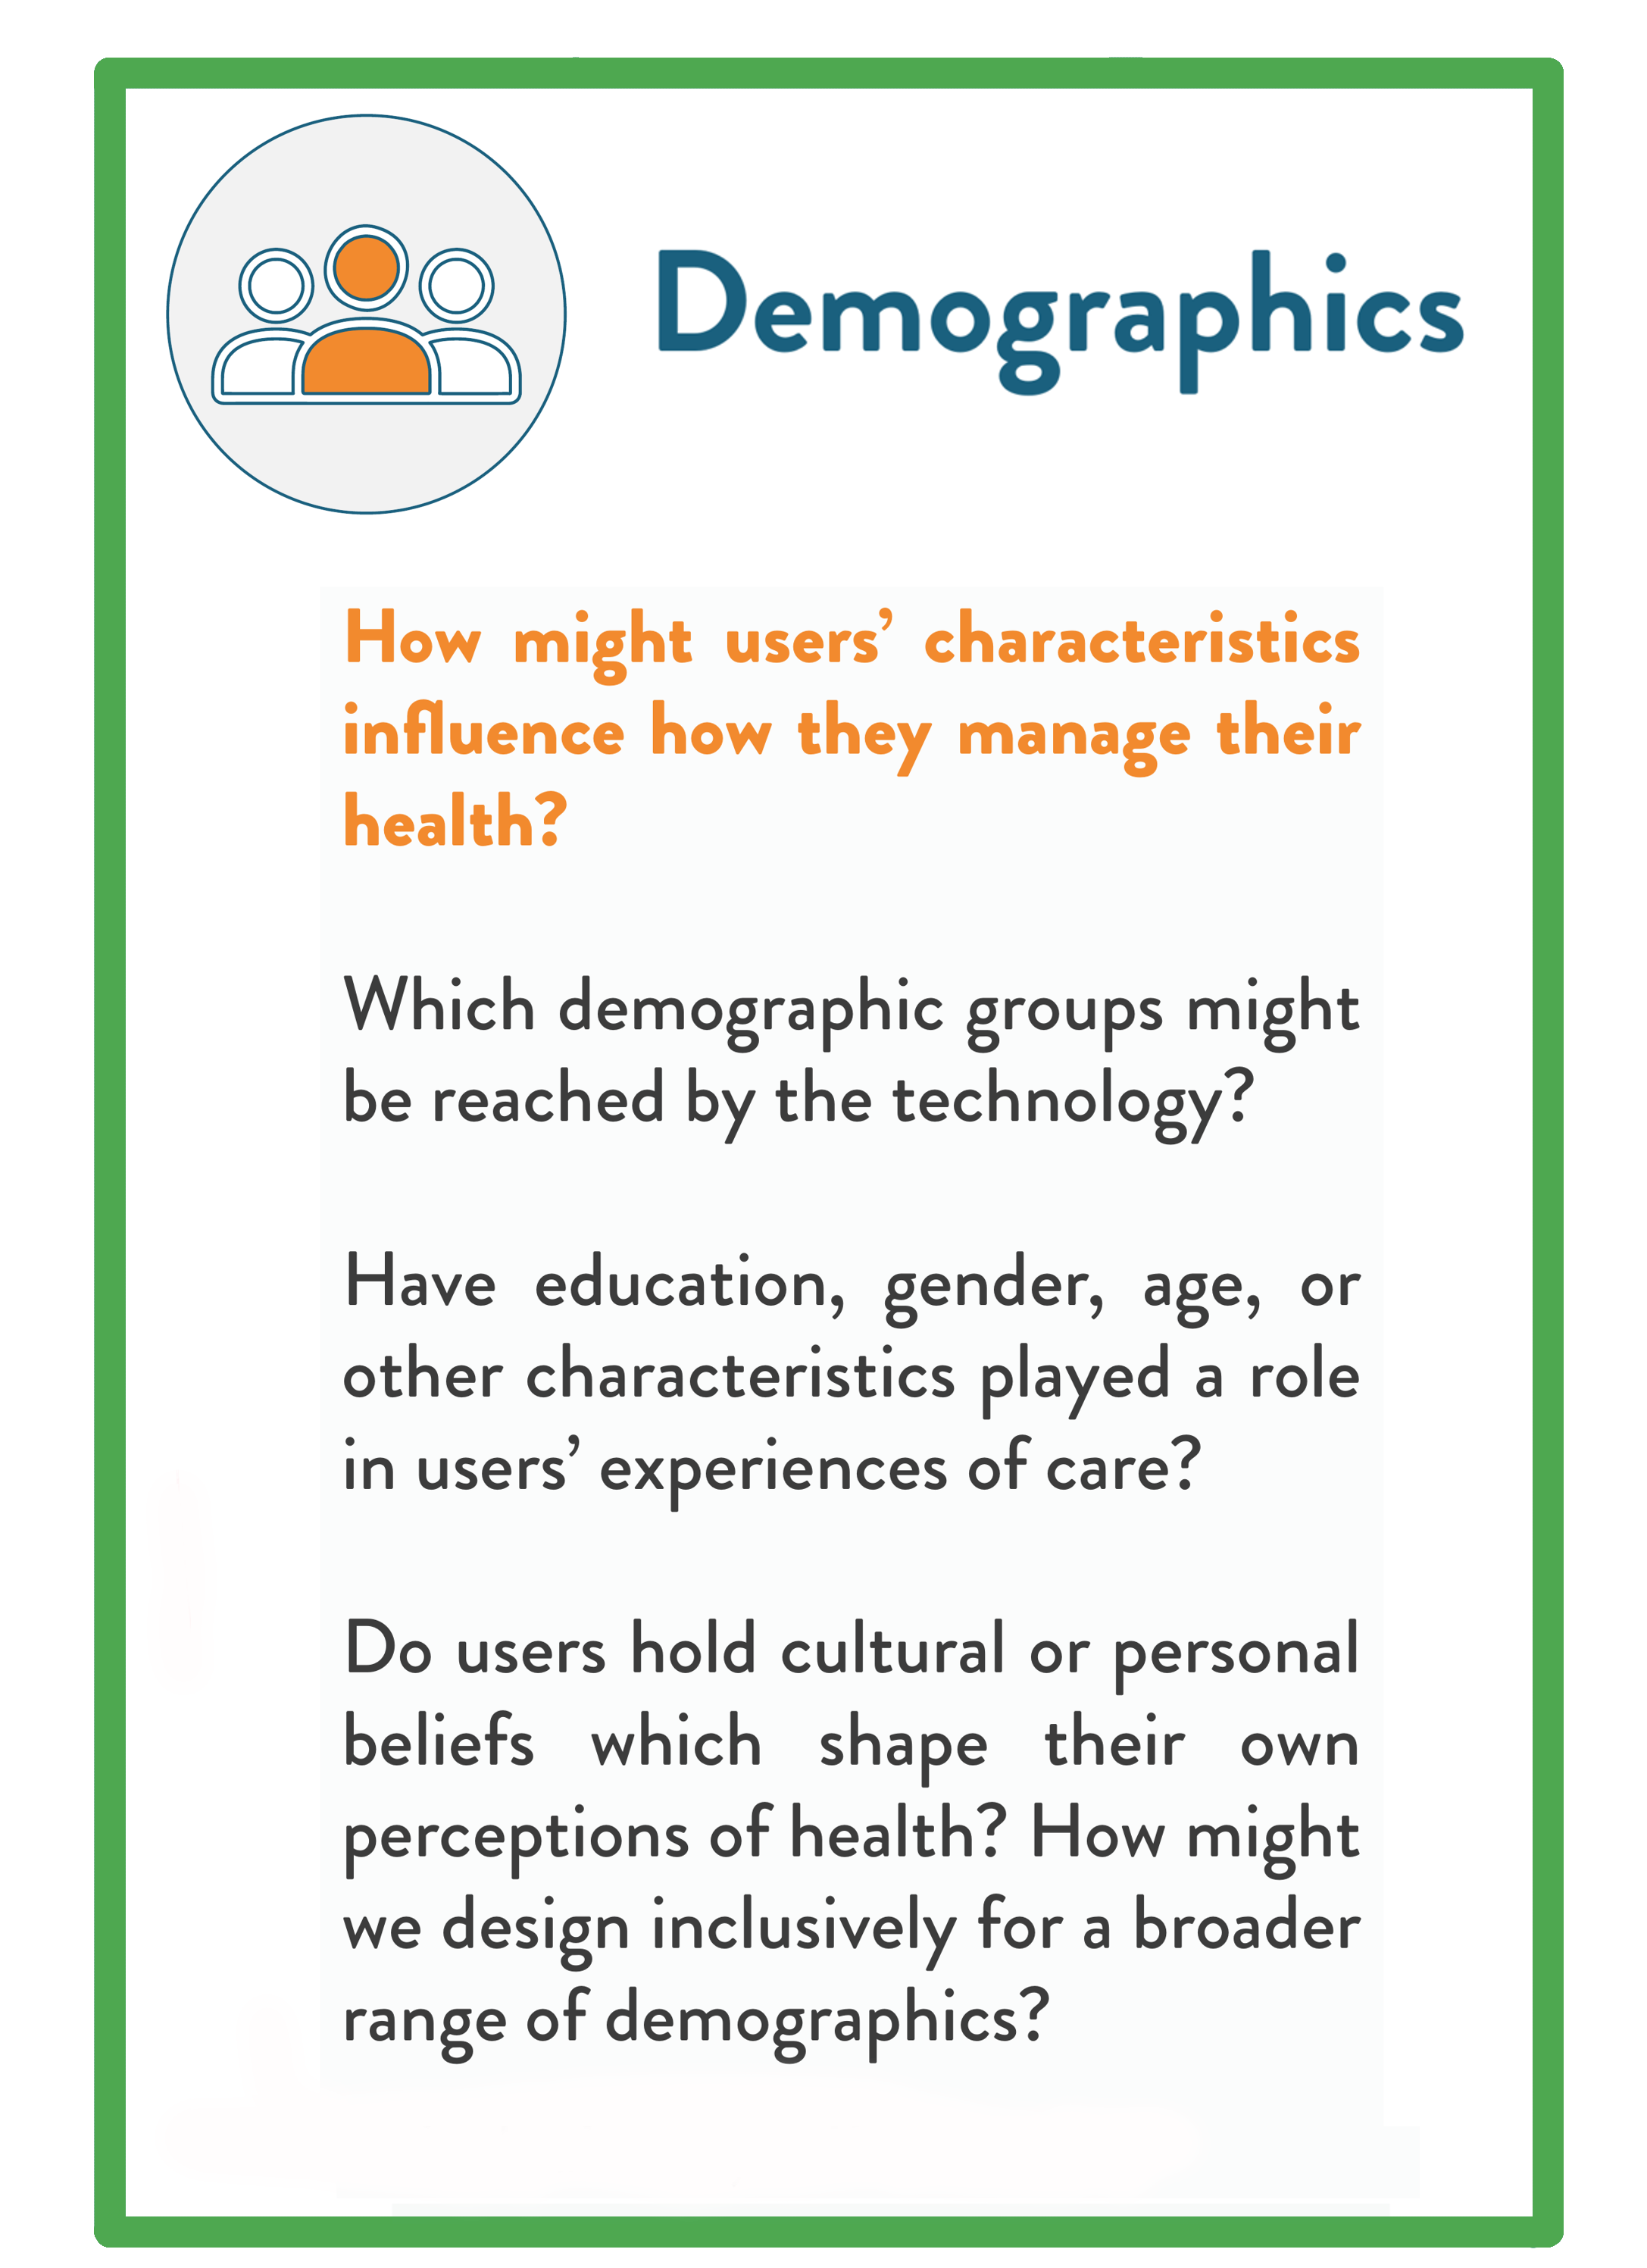 Demographics
How might users’ characteristics
influence how they manage their
health?
Which demographic groups might
be reached by the technology?
Have education, gender, age, or
other characteristics played a role
in users’ experiences of care?
Do users hold cultural or personal
beliefs which shape their own
perceptions of health? How might
we design inclusively for a broader
range of demographics?